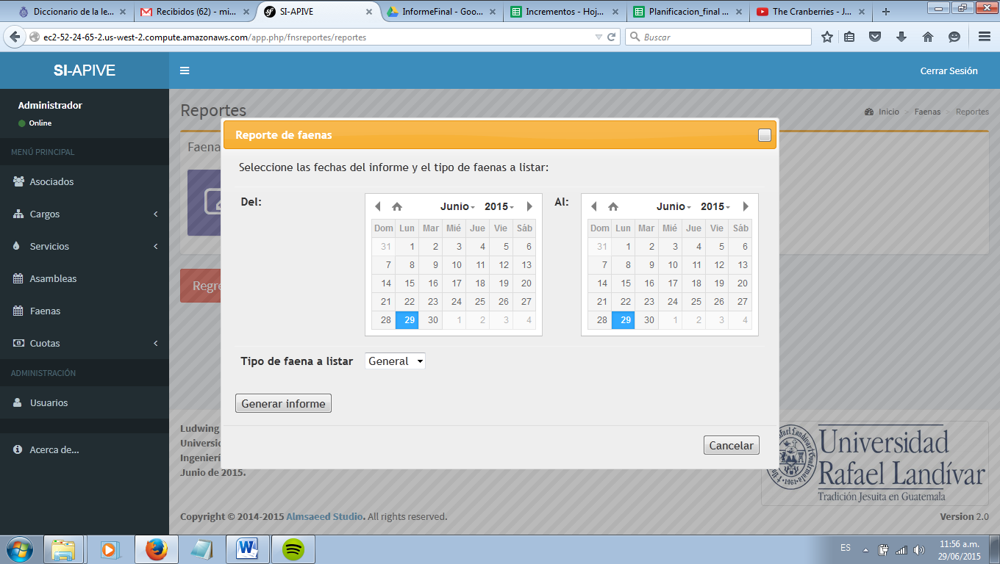 Diccionario de la le...
Recibidos (62) - mi...
SI-APIVE
InformeFinal - Goo...
Incrementos - Hoj...
Planificacion_final ...
The Cranberries - J...
ec2-52-24-65-2.us-west-2.compute.amazonaws.com/app.php/fnsreportes/reportes
Buscar
SI-APIVE
Cerrar Sesión
Administrador
Online
MENÚ PRINCIPAL
Asociados
Cargos
Servicios
Asambleas
Faenas
Cuotas
ADMINISTRACIÓN
Usuarios
Acerca de...
Reportes
Inicio > Faenas > Reportes
Faena
Regre
Reporte de faenas
Seleccione las fechas del informe y el tipo de faenas a listar:
Del:
Junio 2015
Dom Lun Mar Mié Jue Vie Sáb
31 1 2 3 4 5 6
7 8 9 10 11 12 13
14 15 16 17 18 19 20
21 22 23 24 25 26 27
28 29 30 1 2 3 4
Al:
Junio 2015
Dom Lun Mar Mié Jue Vie Sáb
31 1 2 3 4 5 6
7 8 9 10 11 12 13
14 15 16 17 18 19 20
21 22 23 24 25 26 27
28 29 30 1 2 3 4
Tipo de faena a listar General
Generar informe
Cancelar
Ludwing
Universid
Ingenierí
Junio de 2015.
Universidad
Rafael Landívar
Tradición Jesuita en Guatemala
Copyright © 2014-2015 Almsaeed Studio. All rights reserved.
Version 2.0
ES
11:56 a.m.
29/06/2015